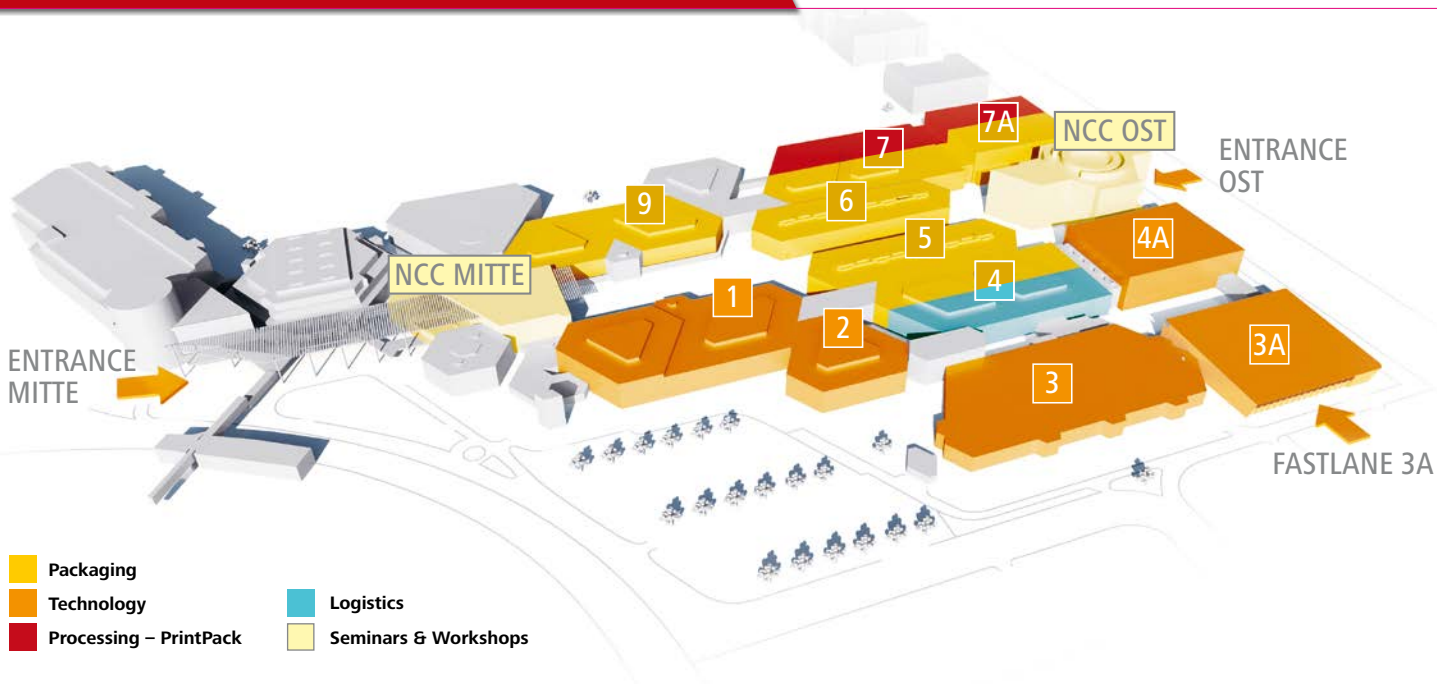 7A
NCC OST
7
ENTRANCE
OST
9
6
5
4A
NCC MITTE
4
1
2
3A
ENTRANCE
MITTE
3
FASTLANE 3A
Packaging
Technology
Logistics
Processing – PrintPack
Seminars & Workshops